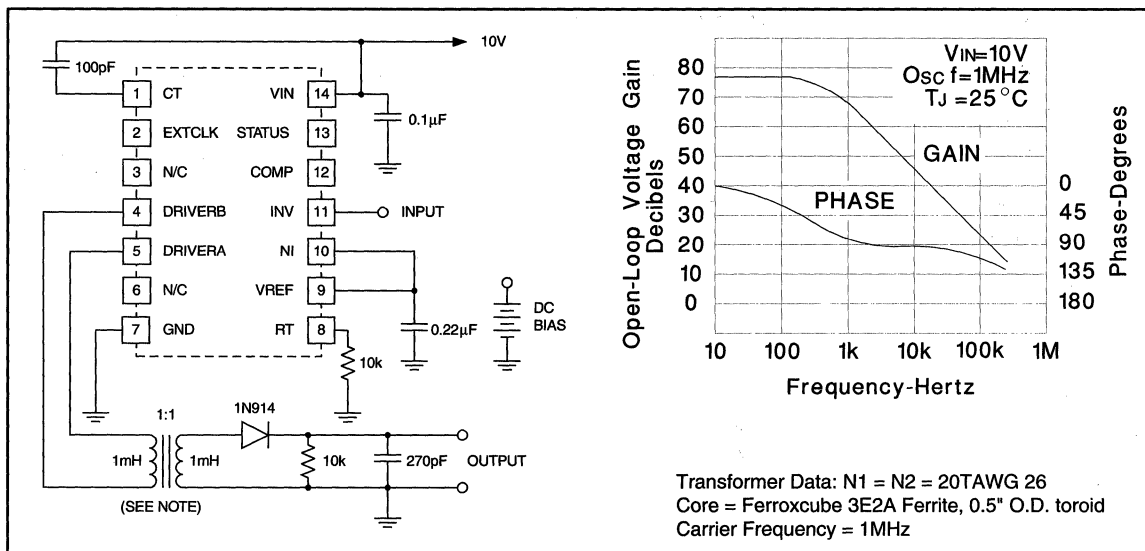 10V
100pF
1 CT VIN 14
0.1µF
2 EXTCLK STATUS 13
3 N/C COMP 12
4 DRIVERB INV 11 INPUT
5 DRIVERA NI 10
6 N/C VREF 9
7 GND RT 8
0.22µF
DC
BIAS
10k
1:1
1N914
1mH
1mH
10k
270pF
OUTPUT
(SEE NOTE)
VIN=10V
Osc f=1MHz
TJ =25°C
GAIN
PHASE
Open-Loop Voltage Gain
Decibels
80
70
60
50
40
30
20
10
0
0
45
90
135
180
Phase-Degrees
10 100 1k 10k 100k 1M
Frequency-Hertz
Transformer Data: N1 = N2 = 20TAWG 26
Core = Ferroxcube 3E2A Ferrite, 0.5" O.D. toroid
Carrier Frequency = 1MHz